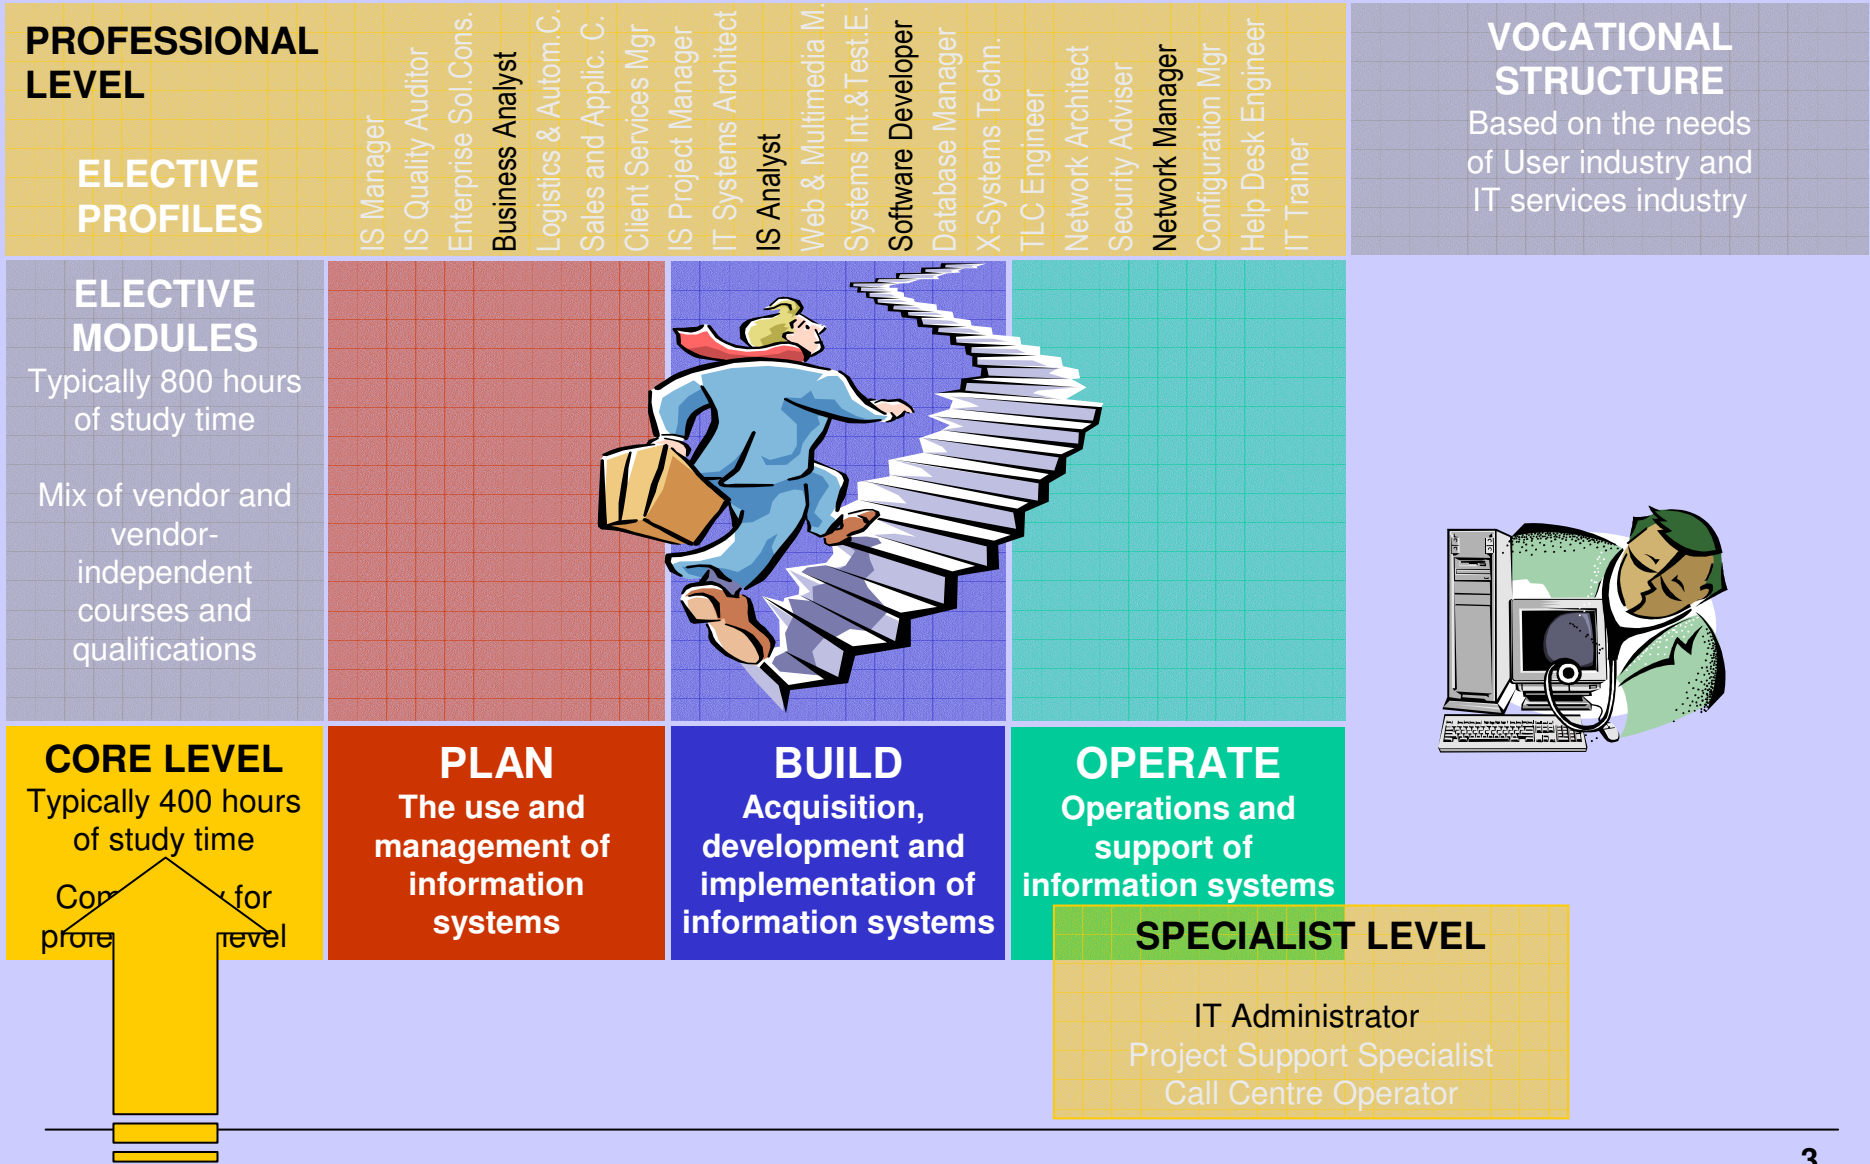 PROFESSIONAL
LEVEL
ELECTIVE
PROFILES
IS Manager
IS Quality Auditor
Enterprise Sol.Cons.
Business Analyst
Logistics & Autom.C.
Sales and Applic. C.
Client Services Mgr
IS Project Manager
IT Systems Architect
IS Analyst
Web & Multimedia M.
Systems Int.&Test.E.
Software Developer
Database Manager
X-Systems Techn.
TLC Engineer
Network Architect
Security Adviser
Network Manager
Configuration Mgr
Help Desk Engineer
IT Trainer
VOCATIONAL
STRUCTURE
Based on the needs
of User industry and
IT services industry
ELECTIVE
MODULES
Typically 800 hours
of study time
Mix of vendor and
vendor-
independent
courses and
qualifications
CORE LEVEL
Typically 400 hours
of study time
for
level
PLAN
The use and
management of
information
systems
BUILD
Acquisition,
development and
implementation of
information systems
OPERATE
Operations and
support of
information systems
SPECIALIST LEVEL
IT Administrator
Project Support Specialist
Call Centre Operator
3